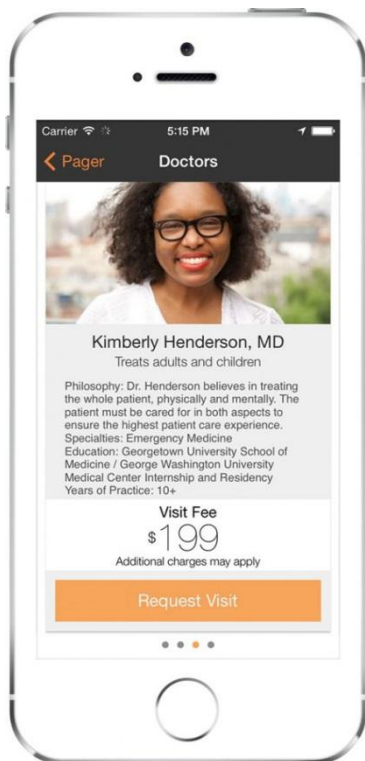 Carrier 5:15 PM
Pager Doctors
Kimberly Henderson, MD
Treats adults and children
Philosophy: Dr. Henderson believes in treating
the whole patient, physically and mentally. The
patient must be cared for in both aspects to
ensure the highest patient care experience.
Specialties: Emergency Medicine
Education: Georgetown University School of
Medicine / George Washington University
Medical Center Internship and Residency
Years of Practice: 10+
Visit Fee
$199
Additional charges may apply
Request Visit